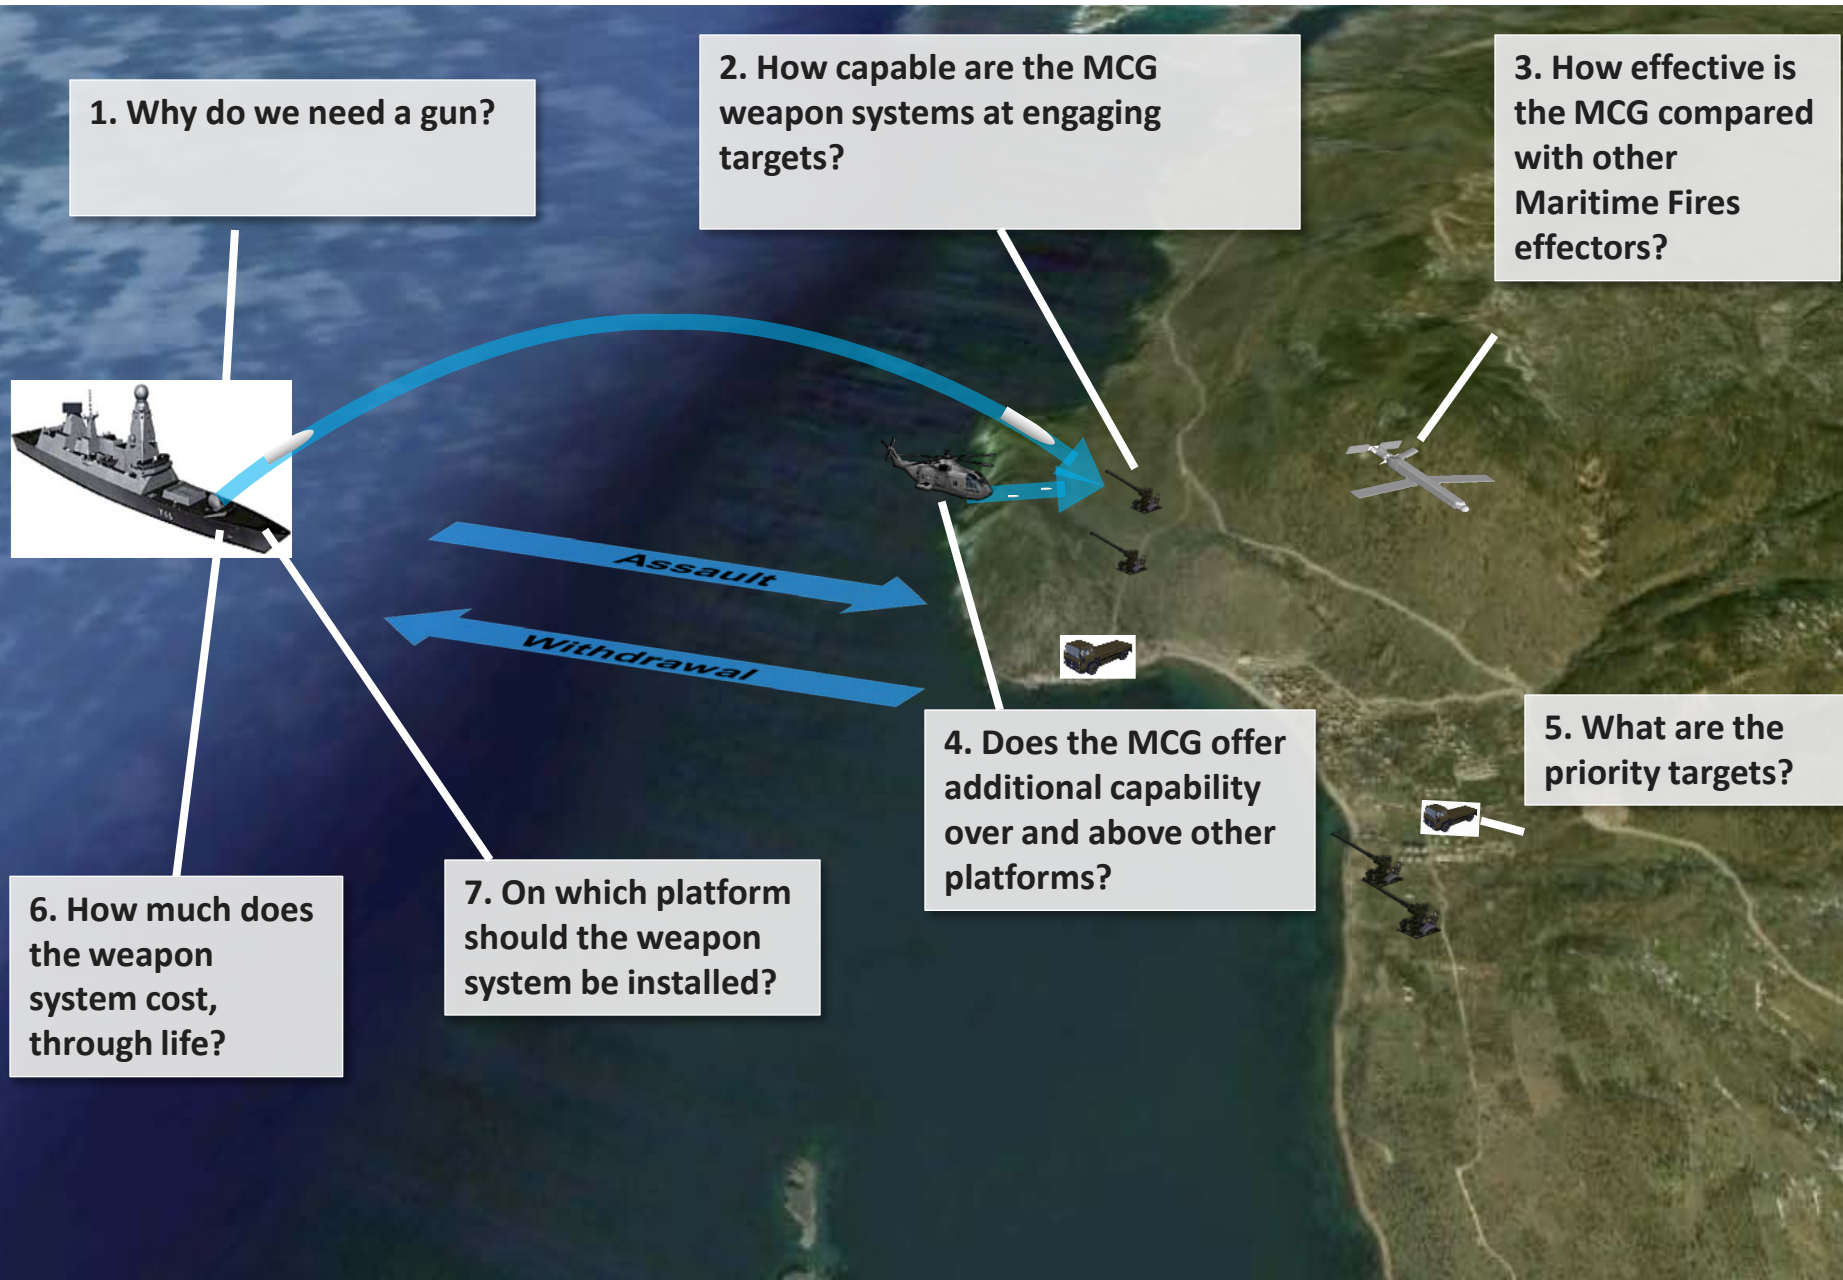 1. Why do we need a gun?
2. How capable are the MCG
weapon systems at engaging
targets?
3. How effective is
the MCG compared
with other
Maritime Fires
effectors?
Assault
Withdrawal
4. Does the MCG offer
additional capability
over and above other
platforms?
5. What are the
priority targets?
6. How much does
the weapon
system cost,
through life?
7. On which platform
should the weapon
system be installed?